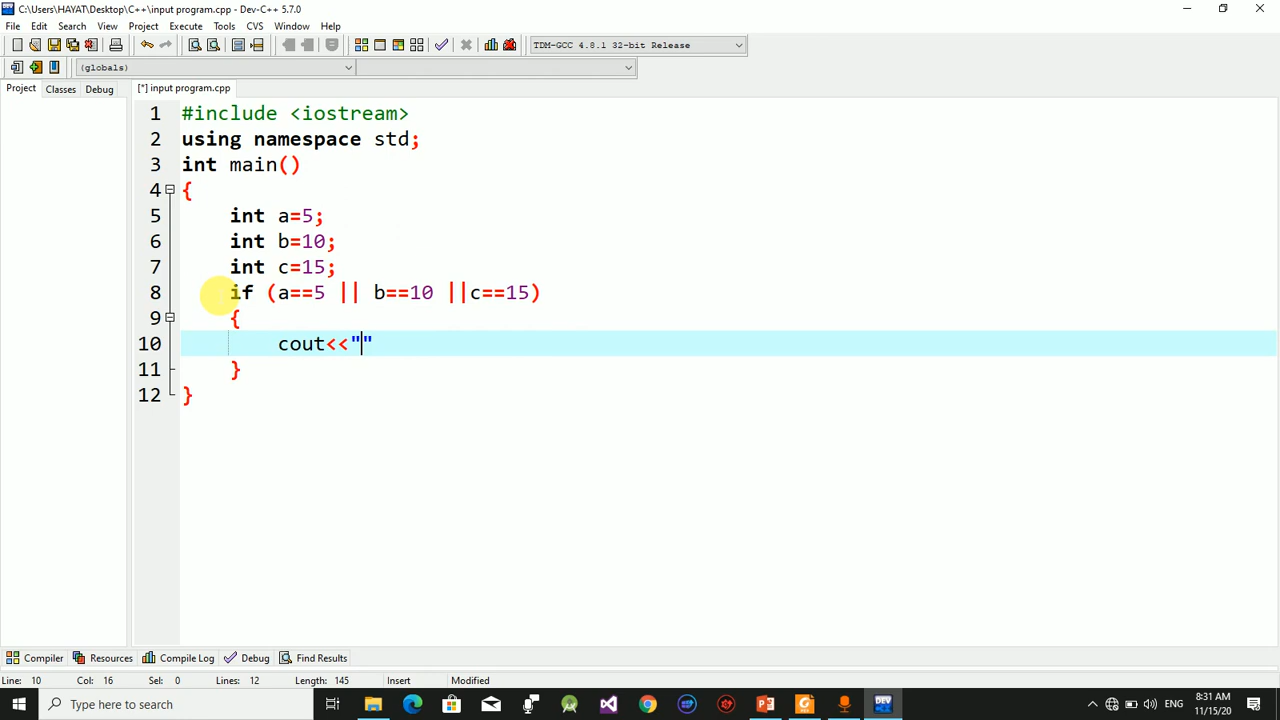 C:\Users\HAYAT\Desktop\C++\input program.cpp - Dev-C++ 5.7.0
File Edit Search View Project Execute Tools CVS Window Help
TDM-GCC 4.8.1 32-bit Release
(globals)
Project Classes Debug [*] input program.cpp
1 #include <iostream>
2 using namespace std;
3 int main()
4 {
5 int a=5;
6 int b=10;
7 int c=15;
8 if (a==5 || b==10 ||c==15)
9 {
10 cout<<""
11 }
12 }
Compiler Resources Compile Log Debug Find Results
Line: 10 Col: 16 Sel: 0 Lines: 12 Length: 145 Insert Modified
Type here to search
ENG
8:31 AM
11/15/20